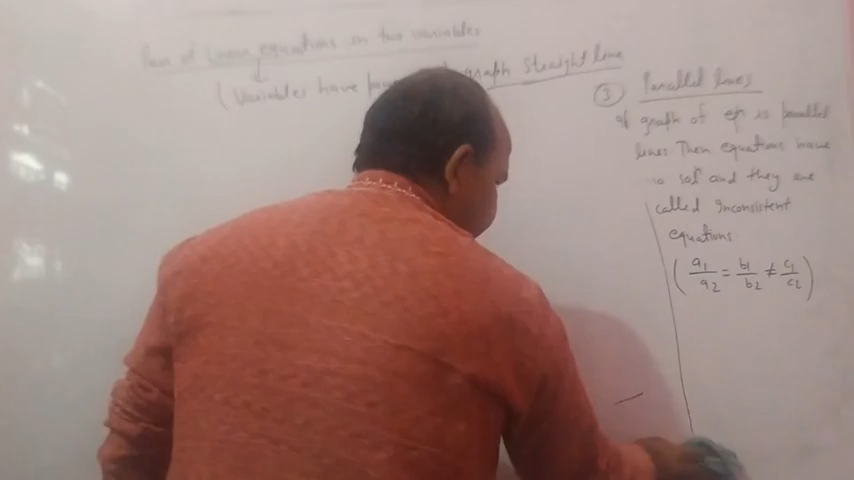 Pair of Linear equations in two variables
(Variables have power graph straight line
③ Parallel lines
If graph of eqn is parallel
lines Then equations have
no soln and they are
called Inconsistent
equations.
(a1/a2 = b1/b2 ≠ c1/c2)